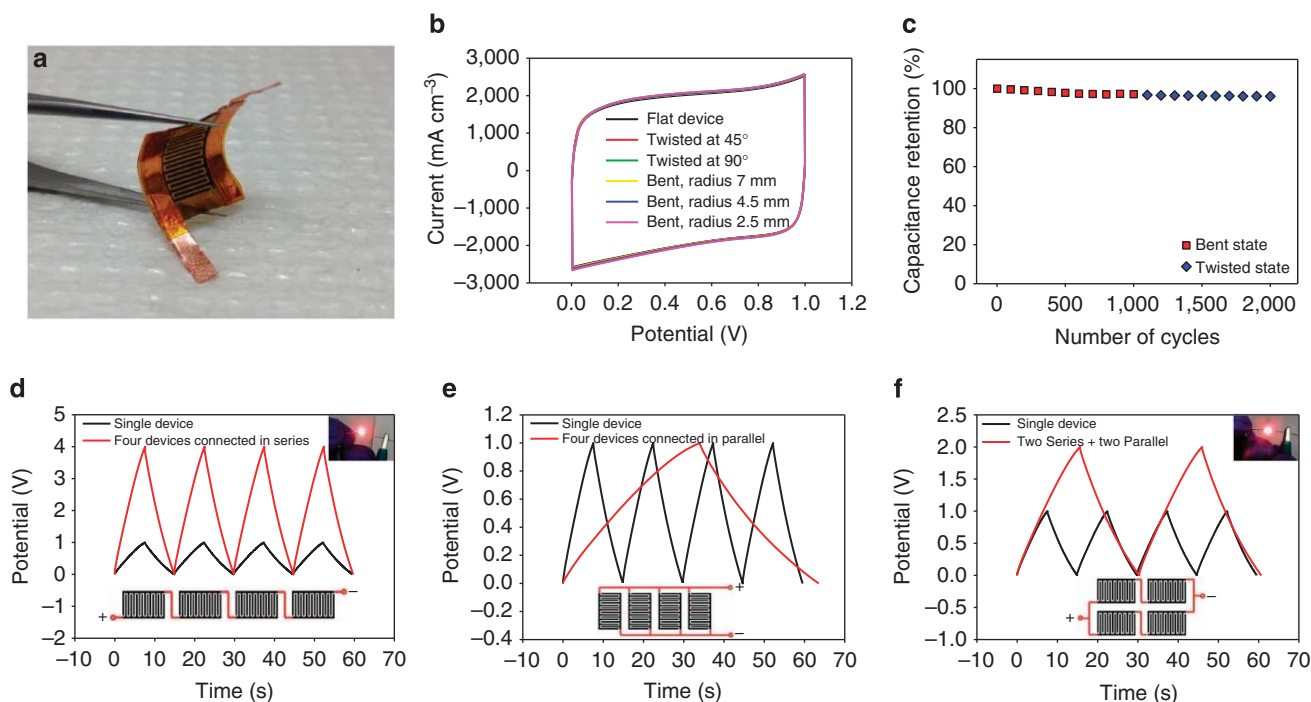 a
b
3,000
2,000
1,000
0
–1,000
–2,000
–3,000
Current (mA cm–3)
Flat device
Twisted at 45°
Twisted at 90°
Bent, radius 7 mm
Bent, radius 4.5 mm
Bent, radius 2.5 mm
0.0 0.2 0.4 0.6 0.8 1.0 1.2
Potential (V)
c
100
80
60
40
20
0
Capacitance retention (%)
Bent state
Twisted state
0 500 1,000 1,500 2,000
Number of cycles
d
5
4
3
2
1
0
–1
–2
Potential (V)
Single device
Four devices connected in series
+
–
–10 0 10 20 30 40 50 60 70
Time (s)
e
1.2
1.0
0.8
0.6
0.4
0.2
0.0
–0.2
–0.4
Potential (V)
Single device
Four devices connected in parallel
+
–
–10 0 10 20 30 40 50 60 70
Time (s)
f
2.5
2.0
1.5
1.0
0.5
0.0
–0.5
–1.0
Potential (V)
Single device
Two Series + two Parallel
+
–
–10 0 10 20 30 40 50 60 70
Time (s)